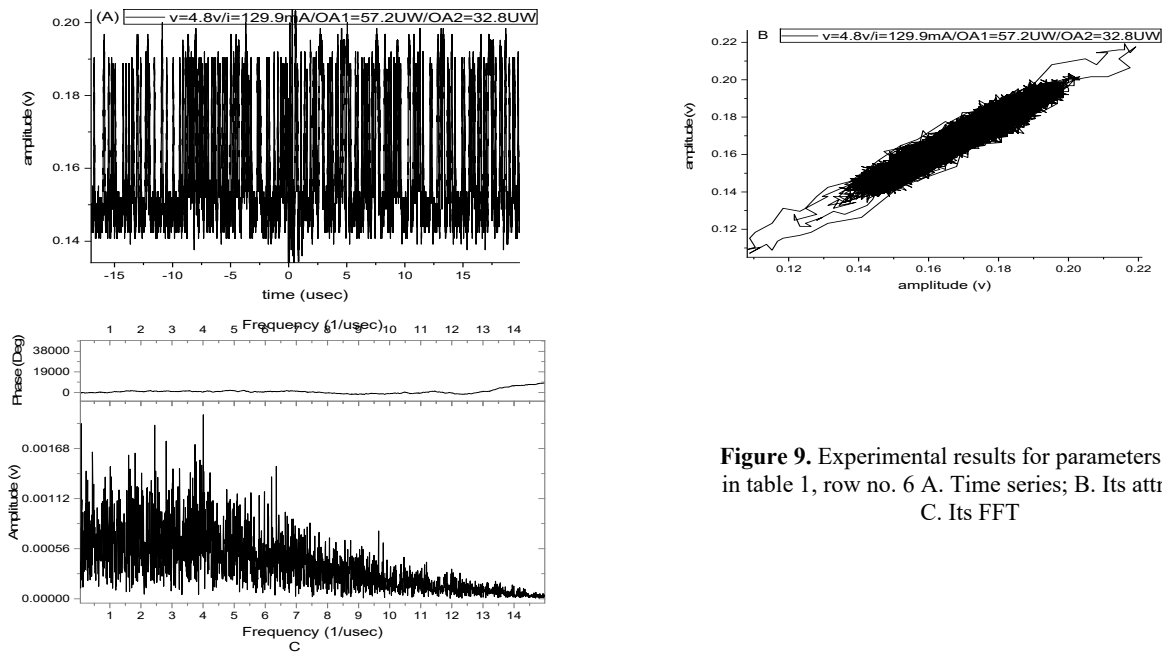 (A) v=4.8v/i=129.9mA/OA1=57.2UW/OA2=32.8UW
0.20
0.18
0.16
0.14
amplitude (v)
-15 -10 -5 0 5 10 15
time (usec)
B v=4.8v/i=129.9mA/OA1=57.2UW/OA2=32.8UW
0.22
0.20
0.18
0.16
0.14
0.12
amplitude (v)
0.12 0.14 0.16 0.18 0.20 0.22
amplitude (v)
Frequency (1/usec)
1 2 3 4 5 6 7 8 9 10 11 12 13 14
38000
19000
0
Phase (Deg)
0.00168
0.00112
0.00056
0.00000
Amplitude (v)
1 2 3 4 5 6 7 8 9 10 11 12 13 14
Frequency (1/usec)
C
Figure 9. Experimental results for parameters
in table 1, row no. 6 A. Time series; B. Its attr
C. Its FFT